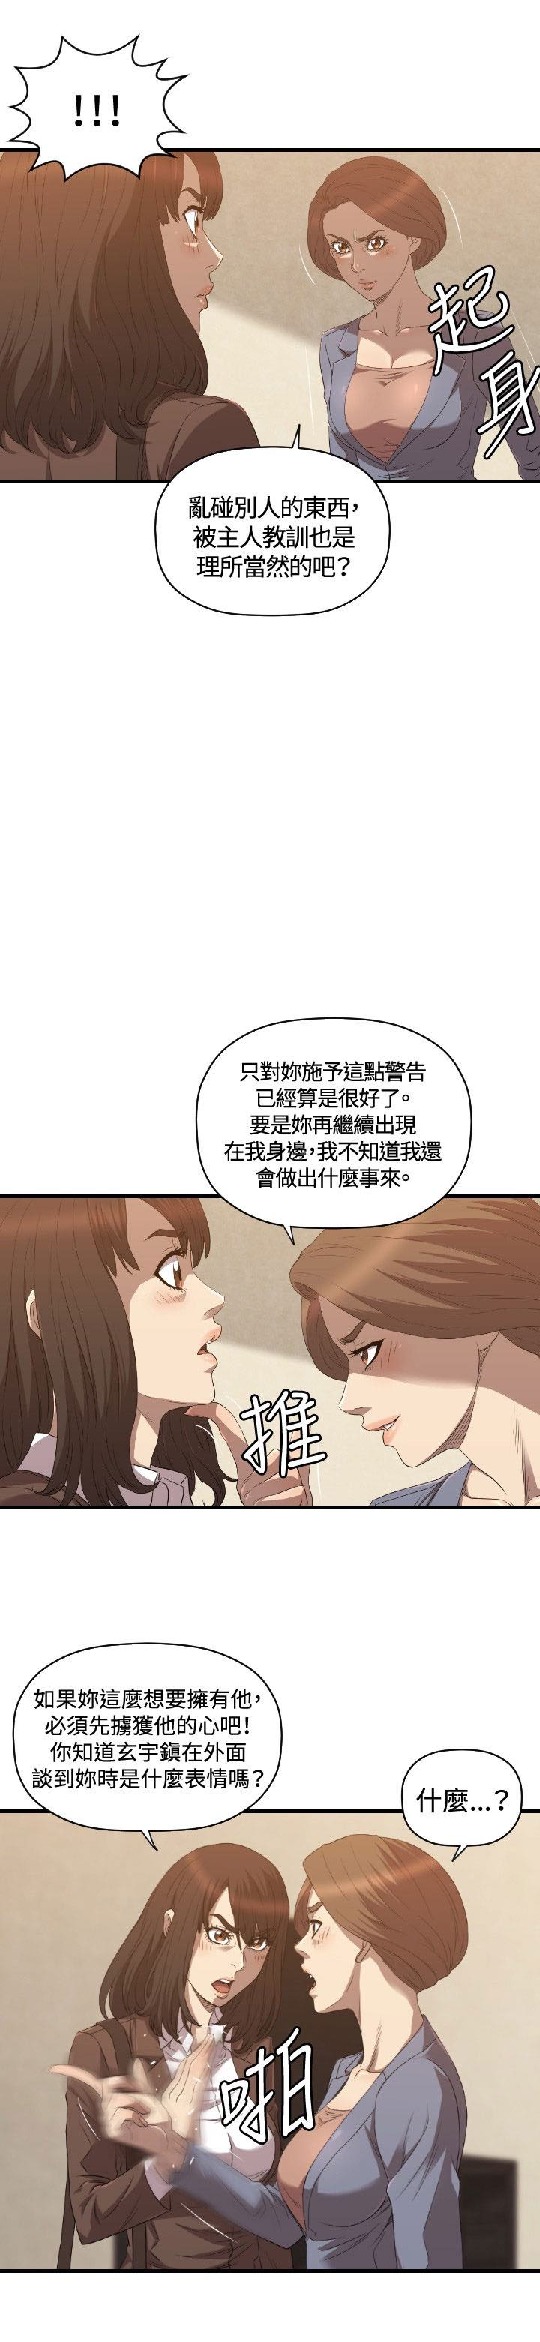 !!!
起身
亂碰別人的東西,
被主人教訓也是
理所當然的吧？
只對妳施予這點警告
已經算是很好了。
要是妳再繼續出現
在我身邊,我不知道我還
會做出什麼事來。
推
如果妳這麼想要擁有他,
必須先擄獲他的心吧!
你知道玄宇鎮在外面
談到妳時是什麼表情嗎？
什麼...？
啪